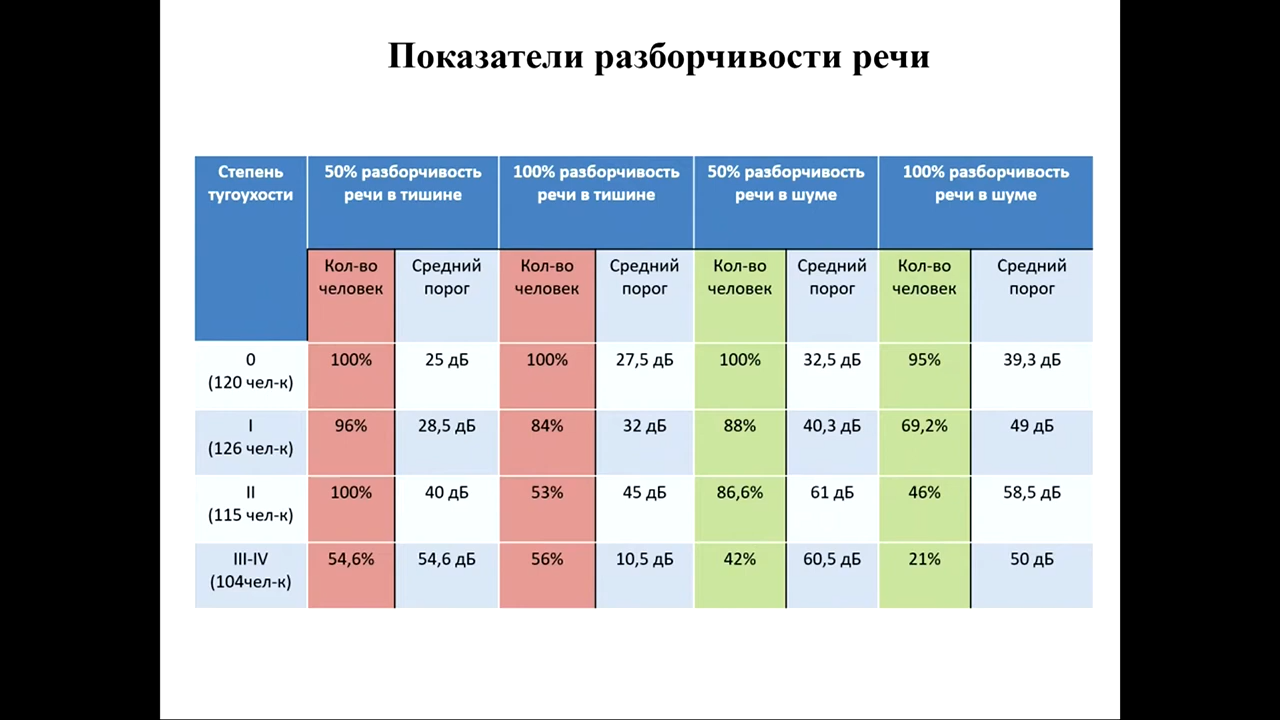 Показатели разборчивости речи
Степень
тугоухости
50% разборчивость
речи в тишине
100% разборчивость
речи в тишине
50% разборчивость
речи в шуме
100% разборчивость
речи в шуме
Кол-во
человек
Средний
порог
Кол-во
человек
Средний
порог
Кол-во
человек
Средний
порог
Кол-во
человек
Средний
порог
0
(120 чел-к)
100%
25 дБ
100%
27,5 дБ
100%
32,5 дБ
95%
39,3 дБ
I
(126 чел-к)
96%
28,5 дБ
84%
32 дБ
88%
40,3 дБ
69,2%
49 дБ
II
(115 чел-к)
100%
40 дБ
53%
45 дБ
86,6%
61 дБ
46%
58,5 дБ
III-IV
(104чел-к)
54,6%
54,6 дБ
56%
10,5 дБ
42%
60,5 дБ
21%
50 дБ